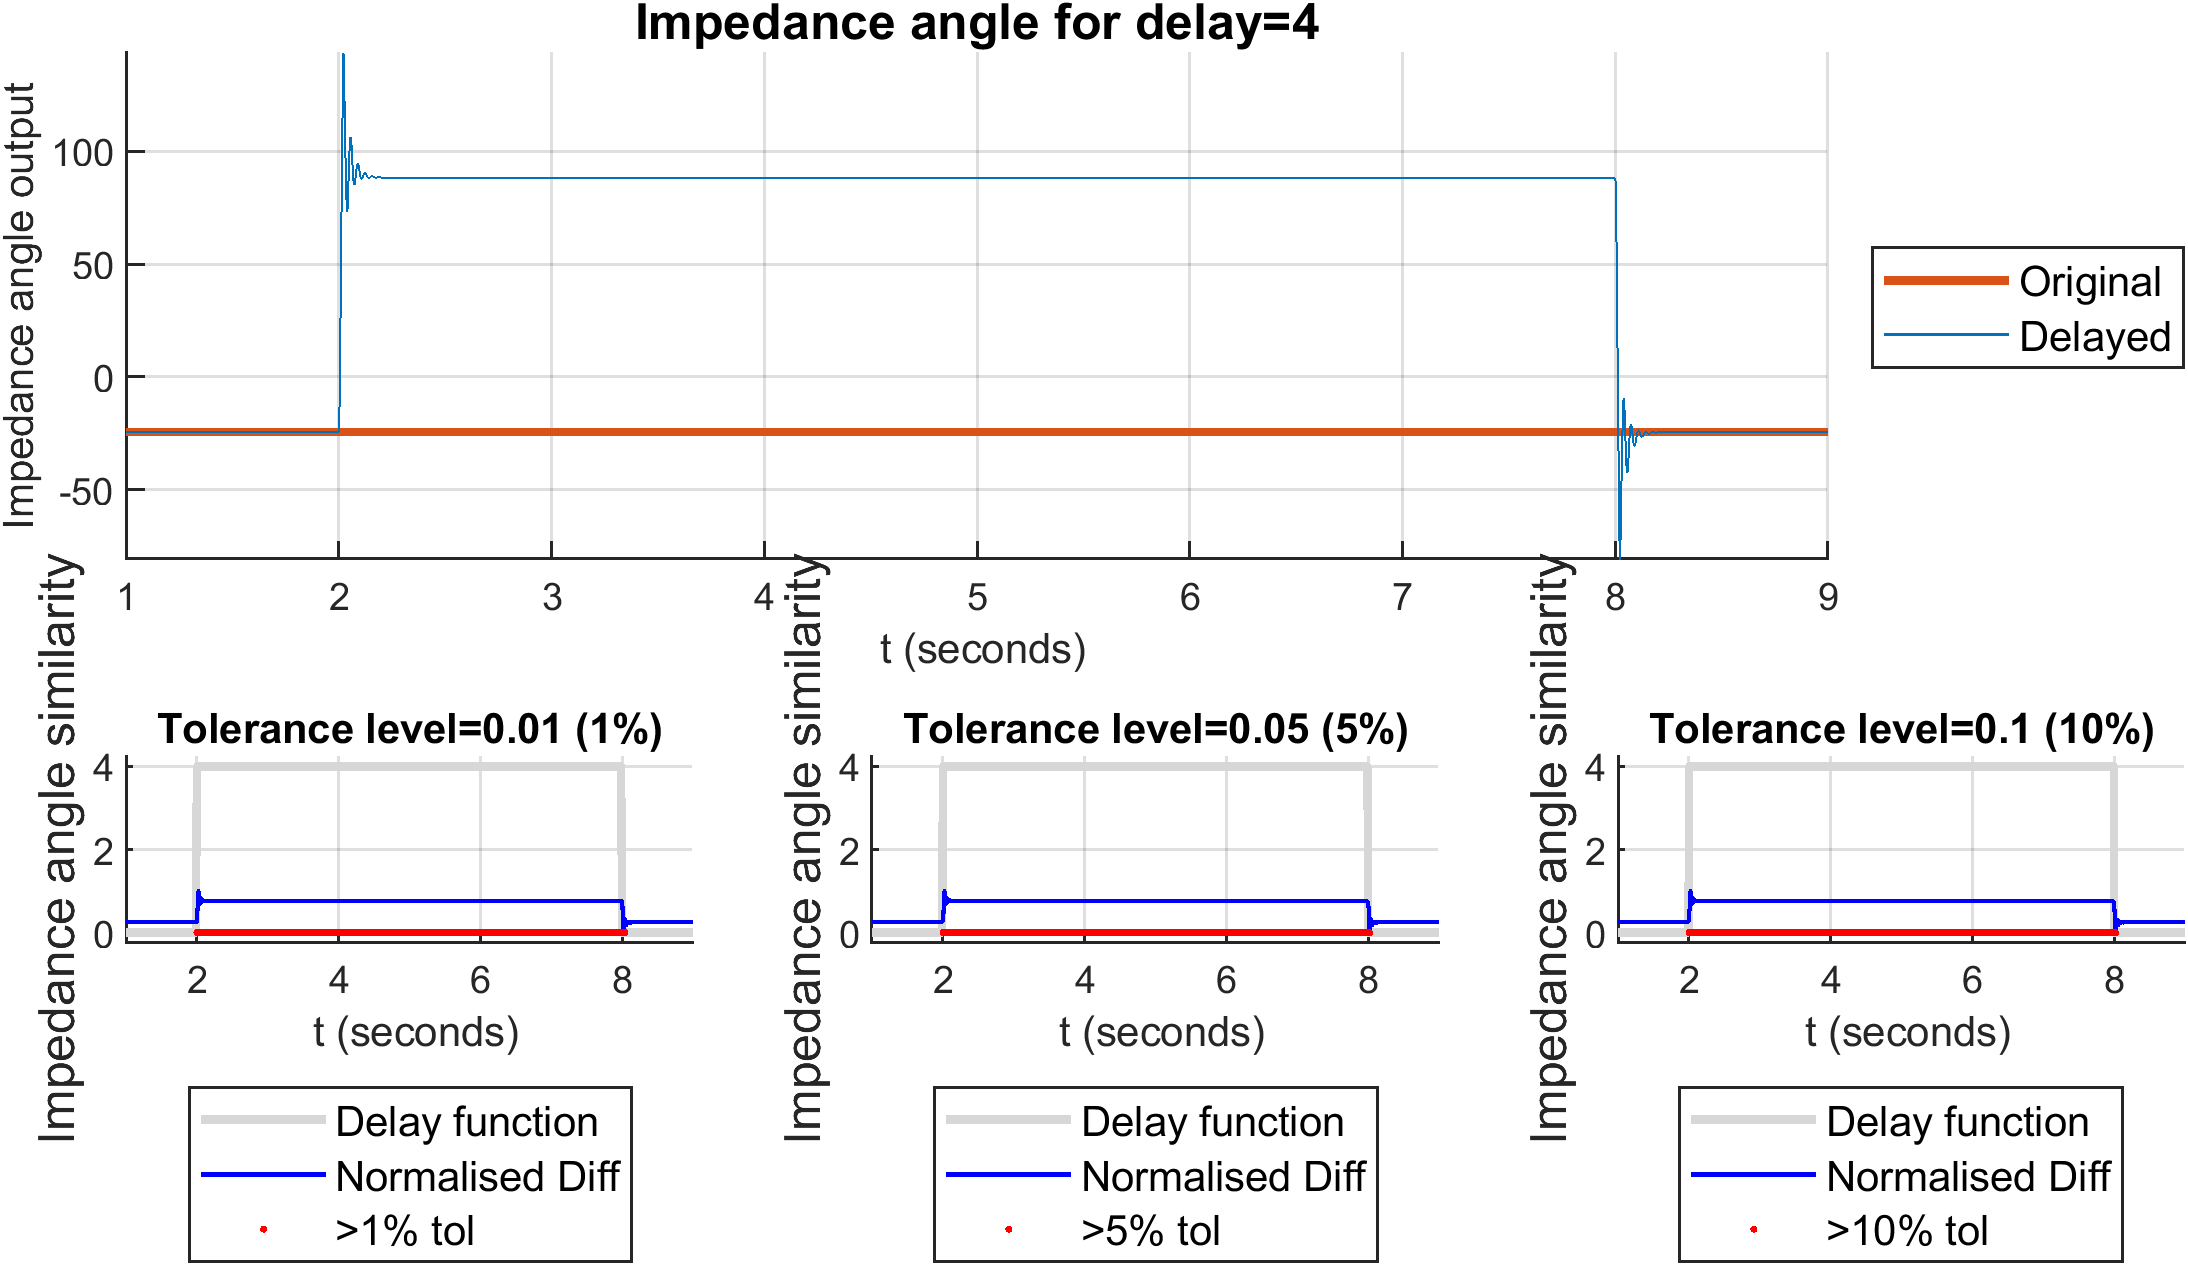 Impedance angle for delay=4
Impedance angle output
100
50
0
-50
1 2 3 4 5 6 7 8 9
t (seconds)
Original
Delayed
Tolerance level=0.01 (1%)
Impedance angle similarity
4
2
0
2 4 6 8
t (seconds)
Delay function
Normalised Diff
>1% tol
Tolerance level=0.05 (5%)
Impedance angle similarity
4
2
0
2 4 6 8
t (seconds)
Delay function
Normalised Diff
>5% tol
Tolerance level=0.1 (10%)
Impedance angle similarity
4
2
0
2 4 6 8
t (seconds)
Delay function
Normalised Diff
>10% tol